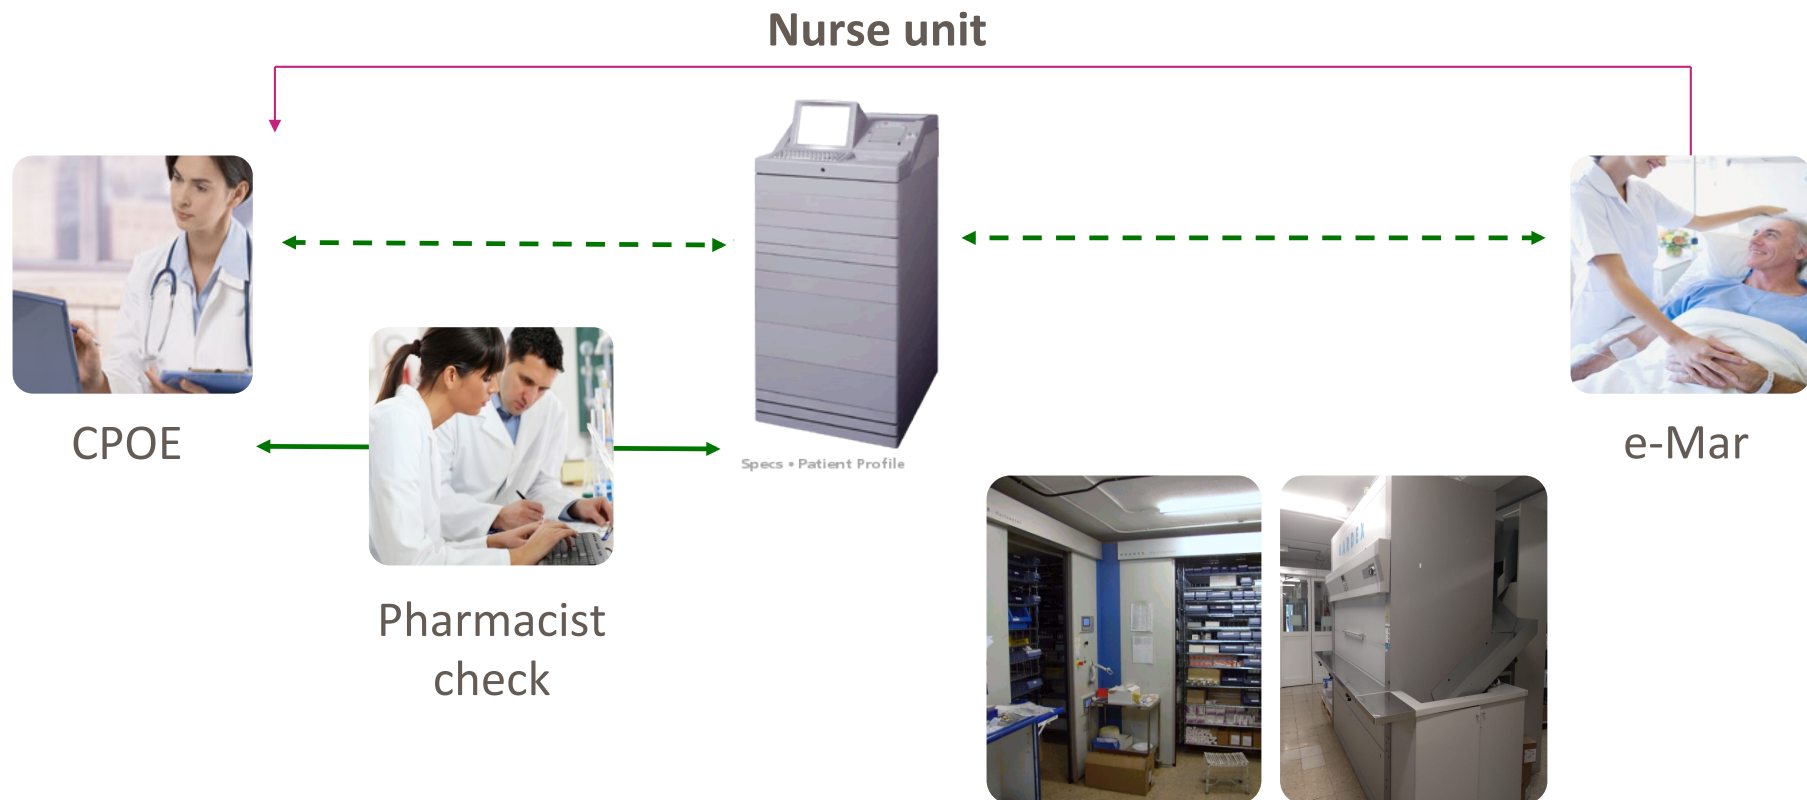 Nurse unit
CPOE
Specs • Patient Profile
e-Mar
Pharmacist
check